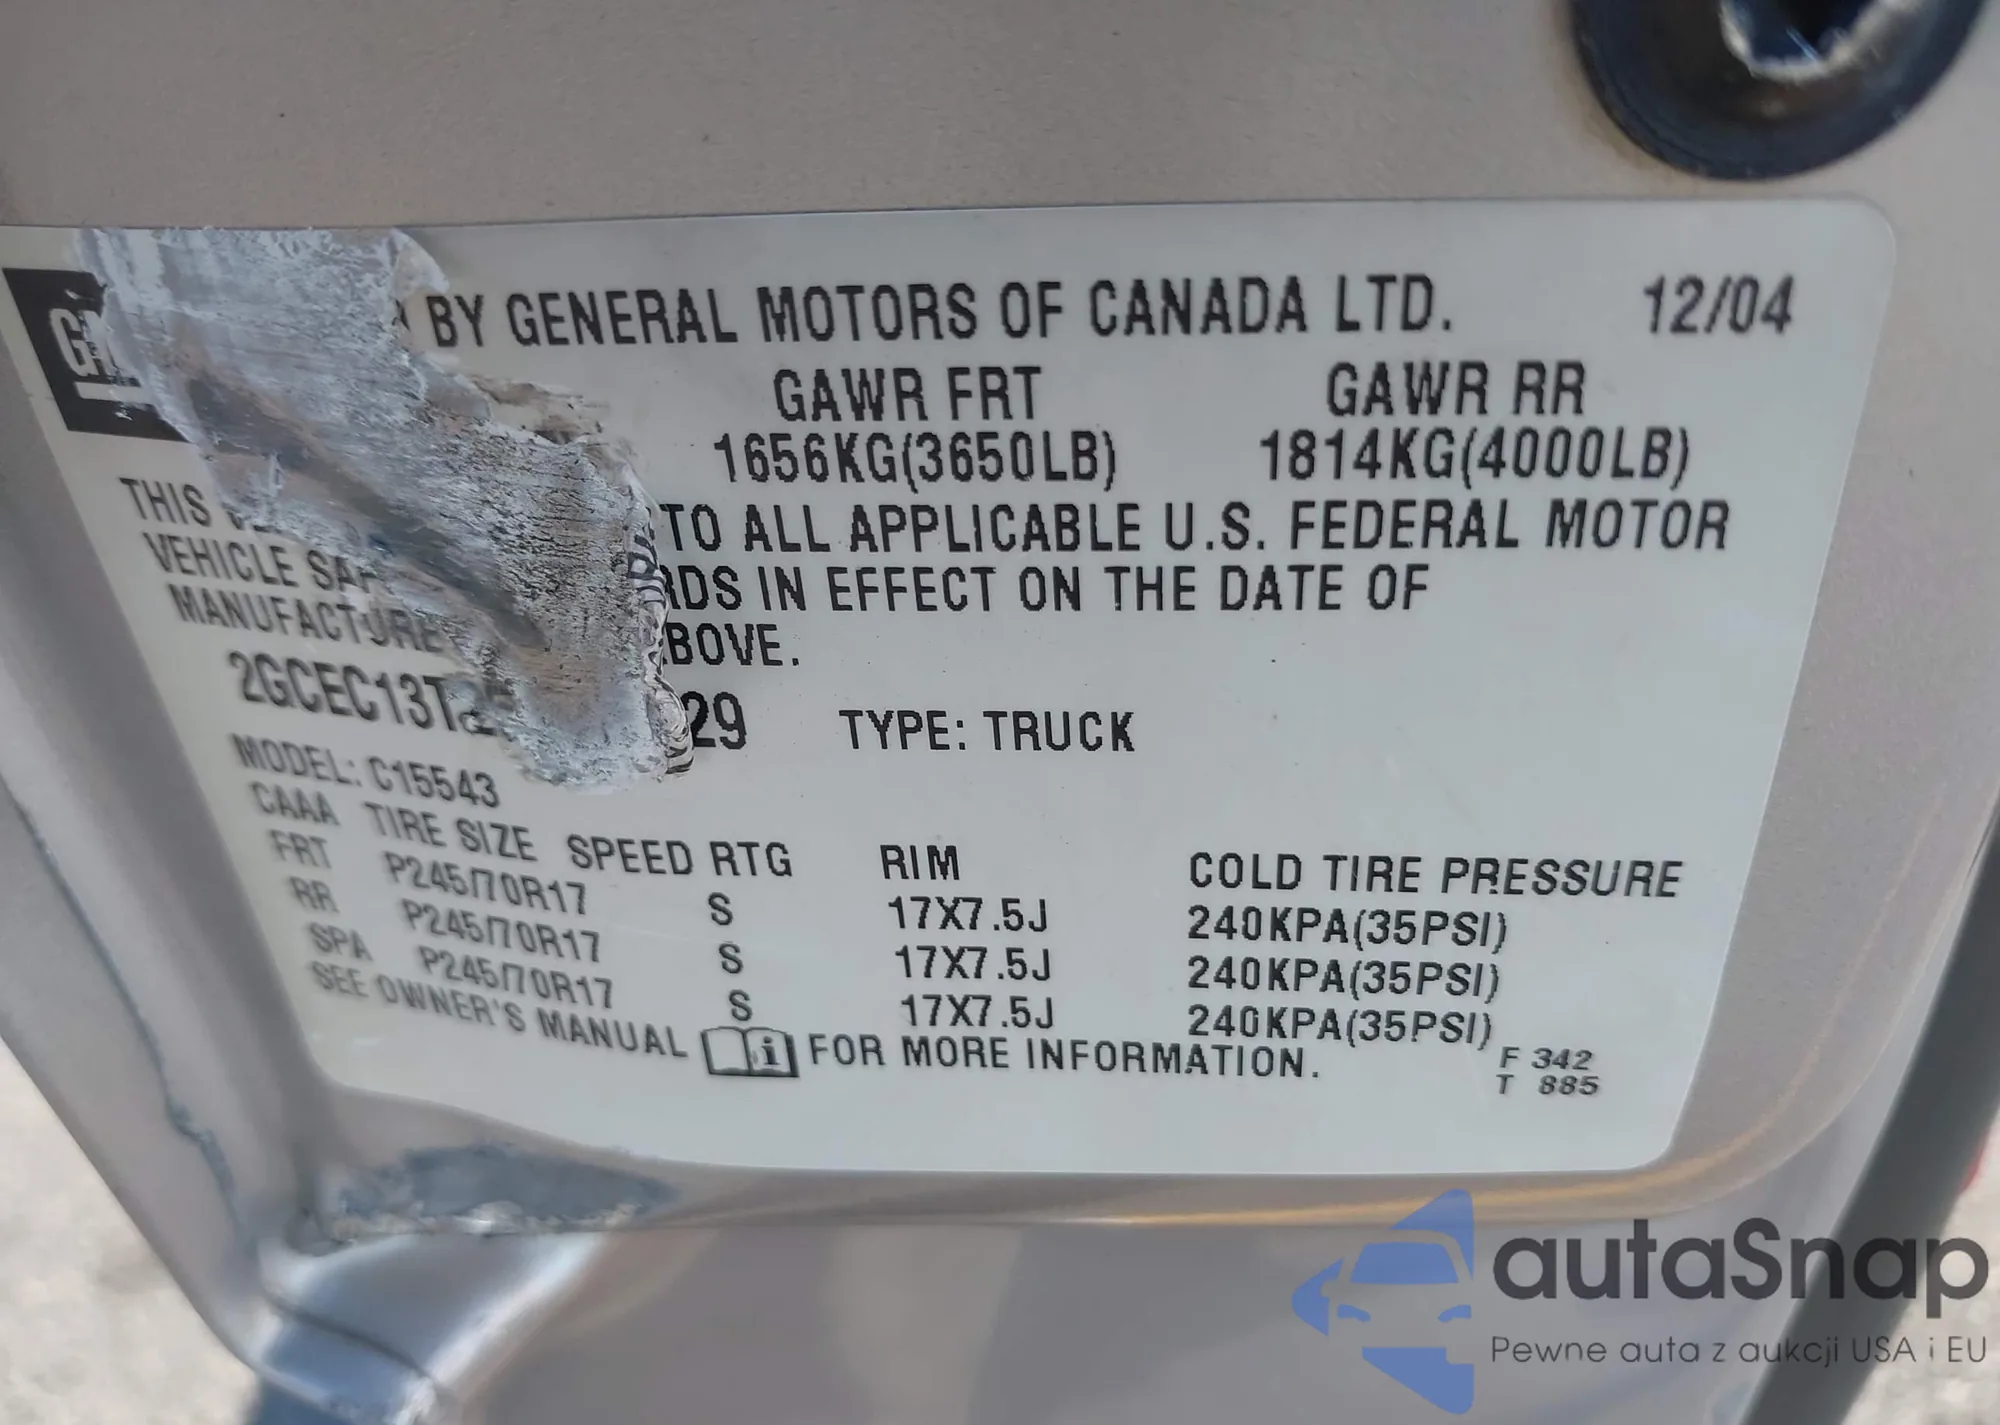 GM
BY GENERAL MOTORS OF CANADA LTD. 12/04
GAWR FRT GAWR RR
1656KG(3650LB) 1814KG(4000LB)
THIS TO ALL APPLICABLE U.S. FEDERAL MOTOR
VEHICLE IN EFFECT ON THE DATE OF
MANUFACTURE
2GCEC13T 29 TYPE: TRUCK
MODEL: C15543
CAAA TIRE SIZE SPEED RTG RIM COLD TIRE PRESSURE
FRT P245/70R17 S 17X7.5J 240KPA(35PSI)
RR P245/70R17 S 17X7.5J 240KPA(35PSI)
SPA P245/70R17 S 17X7.5J 240KPA(35PSI)
SEE OWNER'S MANUAL i FOR MORE INFORMATION.
F 342
T 885
autaSnap
Pewne auta z aukcji USA i EU